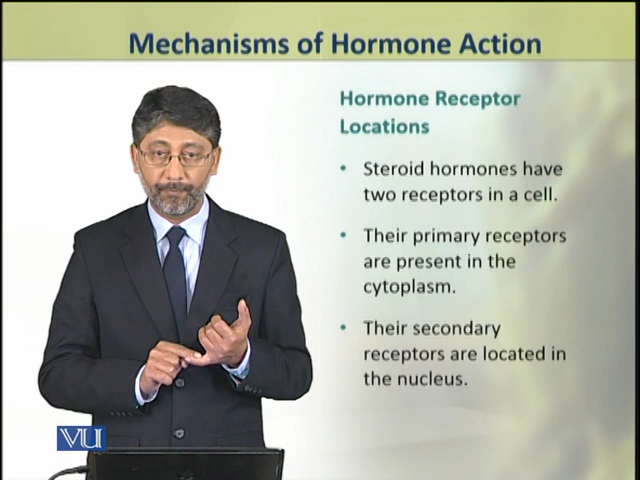 Mechanisms of Hormone Action
Hormone Receptor
Locations
• Steroid hormones have
two receptors in a cell.
• Their primary receptors
are present in the
cytoplasm.
• Their secondary
receptors are located in
the nucleus.
VU